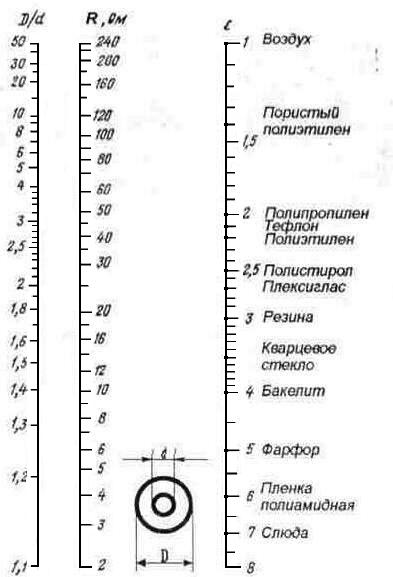 D/d
50
30
20
10
8
6
5
4
3
2,5
2
1,8
1,6
1,5
1,4
1,3
1,2
1,1
R, Ом
240
200
160
120
100
80
60
50
40
30
20
16
12
10
8
6
5
4
3
2
d
D
ε
1 Воздух
Пористый
полиэтилен
1,5
2 Полипропилен
Тефлон
Полиэтилен
2,5 Полистирол
Плексиглас
3 Резина
Кварцевое
стекло
4 Бакелит
5 Фарфор
Пленка
6 полиамидная
7 Слюда
8